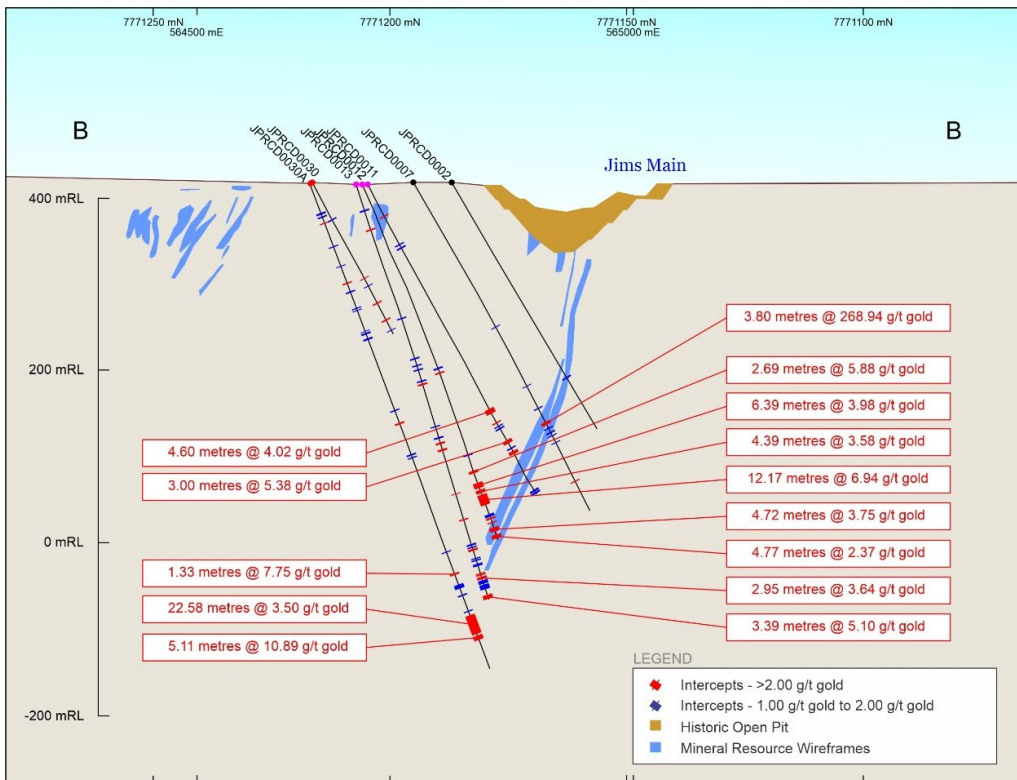 7771250 mN
564500 mE
7771200 mN
7771150 mN
565000 mE
7771100 mN
B
B
JPRCD0030A
JPRCD0030
JPRCD0013
JPRCD0012
JPRCD0011
JPRCD0007
JPRCD0002
Jims Main
400 mRL
200 mRL
0 mRL
-200 mRL
3.80 metres @ 268.94 g/t gold
2.69 metres @ 5.88 g/t gold
6.39 metres @ 3.98 g/t gold
4.39 metres @ 3.58 g/t gold
12.17 metres @ 6.94 g/t gold
4.72 metres @ 3.75 g/t gold
4.77 metres @ 2.37 g/t gold
2.95 metres @ 3.64 g/t gold
3.39 metres @ 5.10 g/t gold
4.60 metres @ 4.02 g/t gold
3.00 metres @ 5.38 g/t gold
1.33 metres @ 7.75 g/t gold
22.58 metres @ 3.50 g/t gold
5.11 metres @ 10.89 g/t gold
LEGEND
Intercepts - >2.00 g/t gold
Intercepts - 1.00 g/t gold to 2.00 g/t gold
Historic Open Pit
Mineral Resource Wireframes